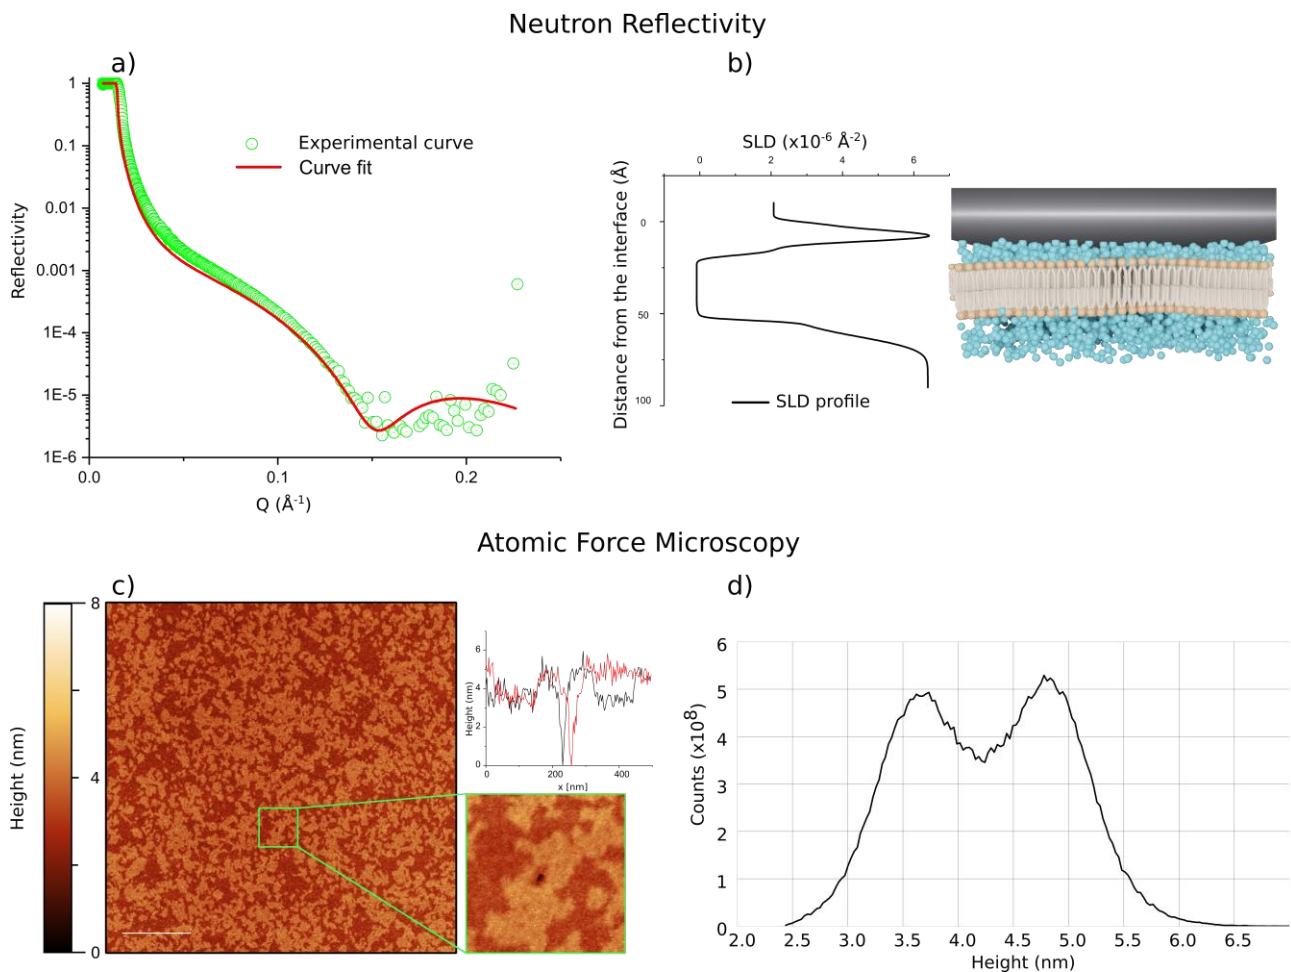 Neutron Reflectivity
a)
Reflectivity
1
0.1
0.01
0.001
1E-4
1E-5
1E-6
0.0
0.1
0.2
Q (Å⁻¹)
Experimental curve
Curve fit
b)
SLD (x10⁻⁶ Å⁻²)
0
2
4
6
Distance from the interface (Å)
0
50
100
SLD profile
Atomic Force Microscopy
c)
Height (nm)
8
4
0
Height (nm)
6
4
2
0
0
200
400
x [nm]
d)
Counts (x10⁸)
6
5
4
3
2
1
0
2.0
2.5
3.0
3.5
4.0
4.5
5.0
5.5
6.0
6.5
Height (nm)